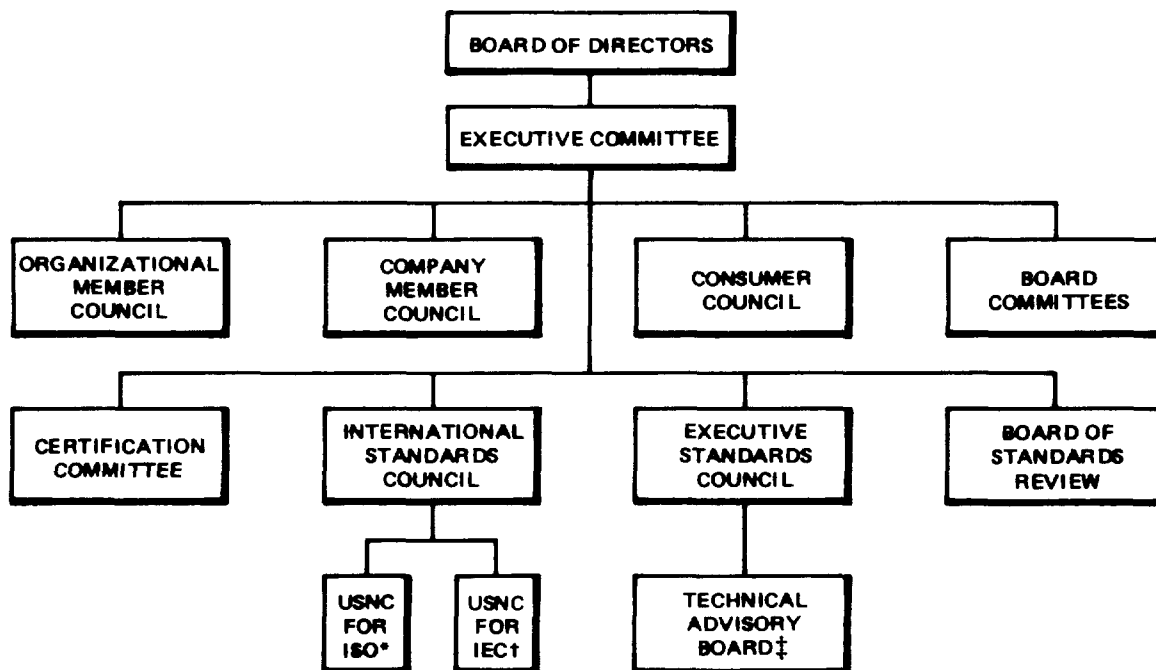 BOARD OF DIRECTORS
EXECUTIVE COMMITTEE
ORGANIZATIONAL
MEMBER
COUNCIL
COMPANY
MEMBER
COUNCIL
CONSUMER
COUNCIL
BOARD
COMMITTEES
CERTIFICATION
COMMITTEE
INTERNATIONAL
STANDARDS
COUNCIL
EXECUTIVE
STANDARDS
COUNCIL
BOARD OF
STANDARDS
REVIEW
USNC
FOR
ISO*
USNC
FOR
IEC†
TECHNICAL
ADVISORY
BOARD‡